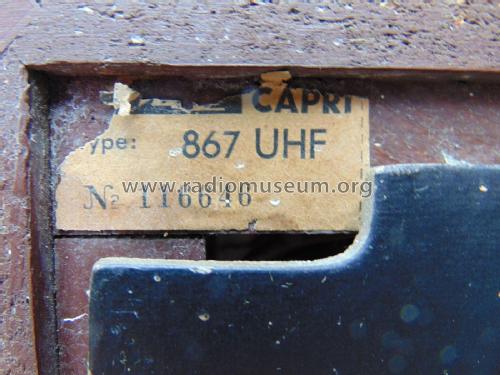 CAPRI
ype: 867 UHF
№ 116646
www.radiomuseum.org